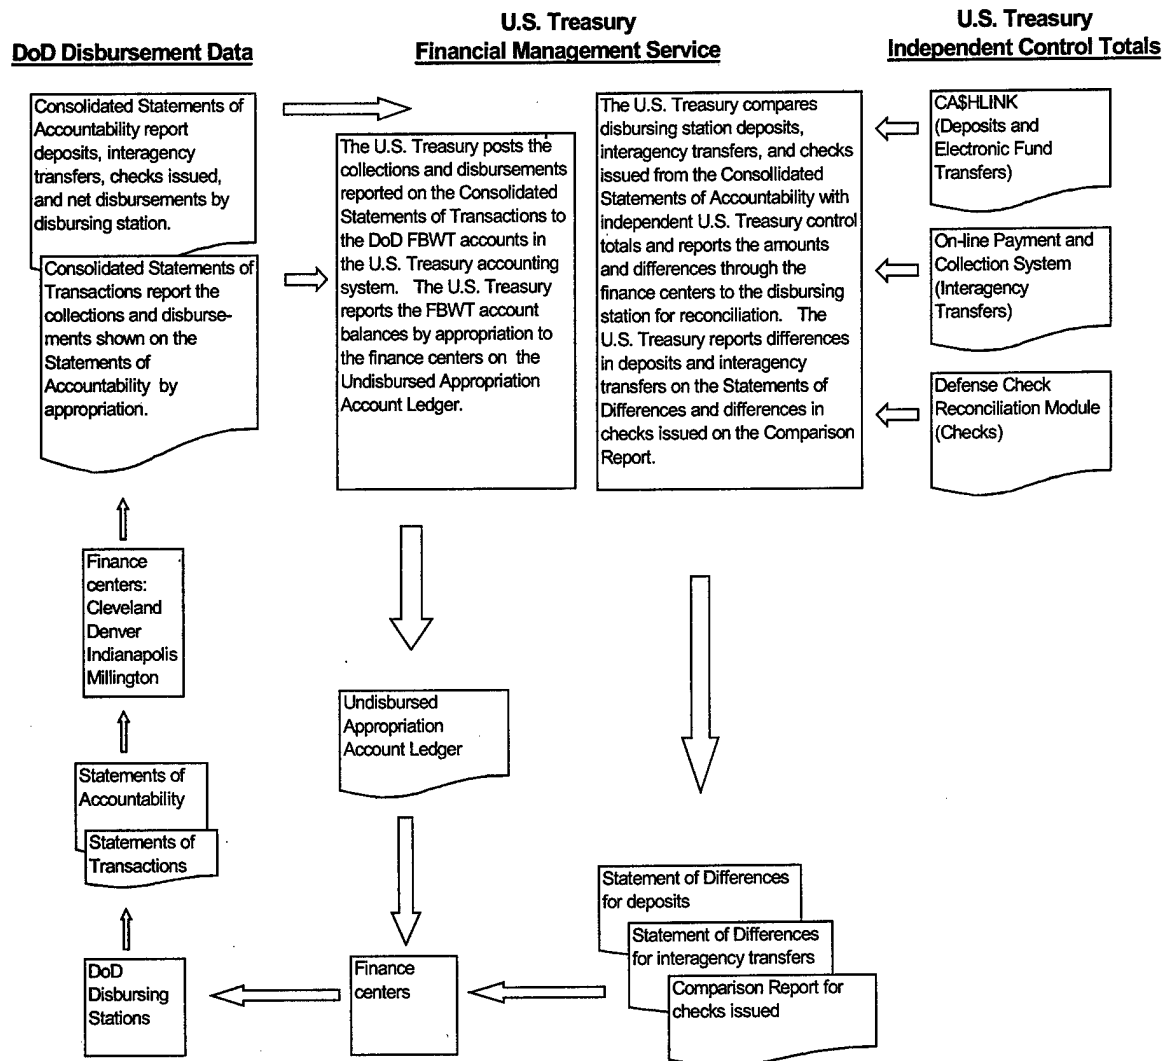 DoD Disbursement Data
U.S. Treasury
Financial Management Service
U.S. Treasury
Independent Control Totals
Consolidated Statements of
Accountability report
deposits, interagency
transfers, checks issued,
and net disbursements by
disbursing station.
Consolidated Statements of
Transactions report the
collections and disburse-
ments shown on the
Statements of
Accountability by
appropriation.
The U.S. Treasury posts the
collections and disbursements
reported on the Consolidated
Statements of Transactions to
the DoD FBWT accounts in
the U.S. Treasury accounting
system. The U.S. Treasury
reports the FBWT account
balances by appropriation to
the finance centers on the
Undisbursed Appropriation
Account Ledger.
The U.S. Treasury compares
disbursing station deposits,
interagency transfers, and checks
issued from the Consollidated
Statements of Accountability with
independent U.S. Treasury control
totals and reports the amounts
and differences through the
finance centers to the disbursing
station for reconciliation. The
U.S. Treasury reports differences
in deposits and interagency
transfers on the Statements of
Differences and differences in
checks issued on the Comparison
Report.
CA$HLINK
(Deposits and
Electronic Fund
Transfers)
On-line Payment and
Collection System
(Interagency
Transfers)
Defense Check
Reconciliation Module
(Checks)
Finance
centers:
Cleveland
Denver
Indianapolis
Millington
Undisbursed
Appropriation
Account Ledger
Statements of
Accountability
Statements of
Transactions
Statement of Differences
for deposits
Statement of Differences
for interagency transfers
Comparison Report for
checks issued
DoD
Disbursing
Stations
Finance
centers